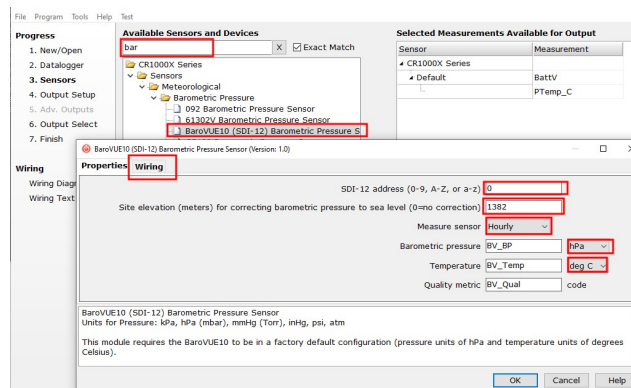 File Program Tools Help Test
Progress
1. New/Open
2. Datalogger
3. Sensors
4. Output Setup
5. Adv. Outputs
6. Output Select
7. Finish
Wiring
Wiring Diagr
Wiring Text
Available Sensors and Devices
bar X Exact Match
CR1000X Series
Sensors
Meteorological
Barometric Pressure
092 Barometric Pressure Sensor
61302V Barometric Pressure Sensor
BaroVUE10 (SDI-12) Barometric Pressure S
Selected Measurements Available for Output
Sensor Measurement
CR1000X Series
Default BattV
PTemp_C
BaroVUE10 (SDI-12) Barometric Pressure Sensor (Version: 1.0)
Properties Wiring
SDI-12 address (0-9, A-Z, or a-z) 0
Site elevation (meters) for correcting barometric pressure to sea level (0=no correction) 1382
Measure sensor Hourly
Barometric pressure BV_BP hPa
Temperature BV_Temp deg C
Quality metric BV_Qual code
BaroVUE10 (SDI-12) Barometric Pressure Sensor
Units for Pressure: kPa, hPa (mbar), mmHg (Torr), inHg, psi, atm
This module requires the BaroVUE10 to be in a factory default configuration (pressure units of hPa and temperature units of degrees
Celsius).
OK Cancel Help